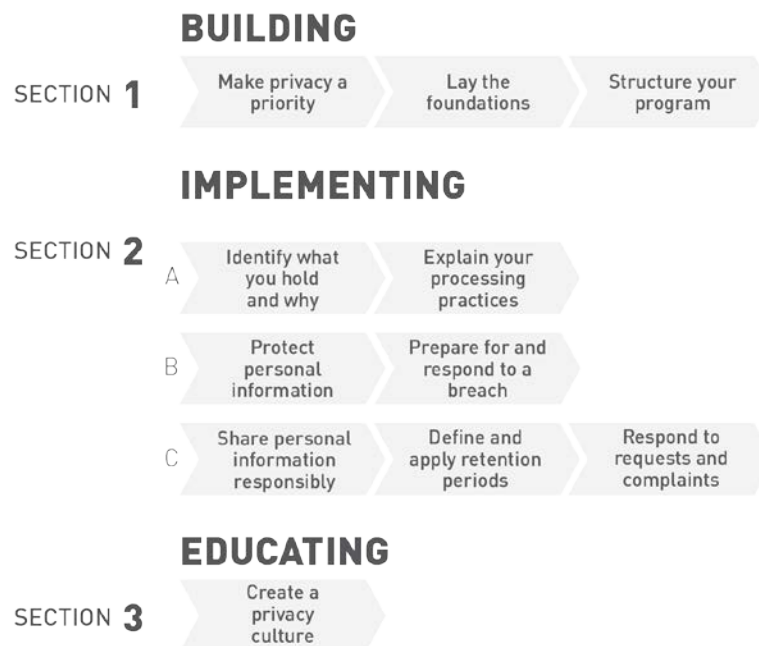 BUILDING
SECTION 1
Make privacy a
priority
Lay the
foundations
Structure your
program
IMPLEMENTING
SECTION 2
A
Identify what
you hold
and why
Explain your
processing
practices
B
Protect
personal
information
Prepare for and
respond to a
breach
C
Share personal
information
responsibly
Define and
apply retention
periods
Respond to
requests and
complaints
EDUCATING
SECTION 3
Create a
privacy
culture